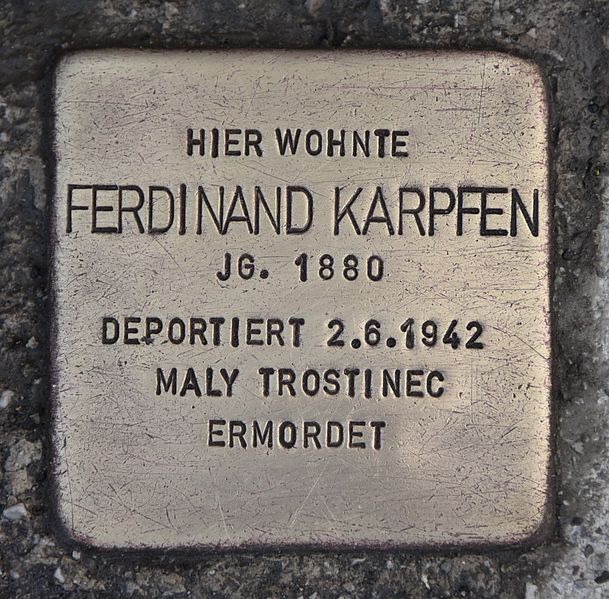 HIER WOHNTE
FERDINAND KARPFEN
JG. 1880
DEPORTIERT 2.6.1942
MALY TROSTINEC
ERMORDET